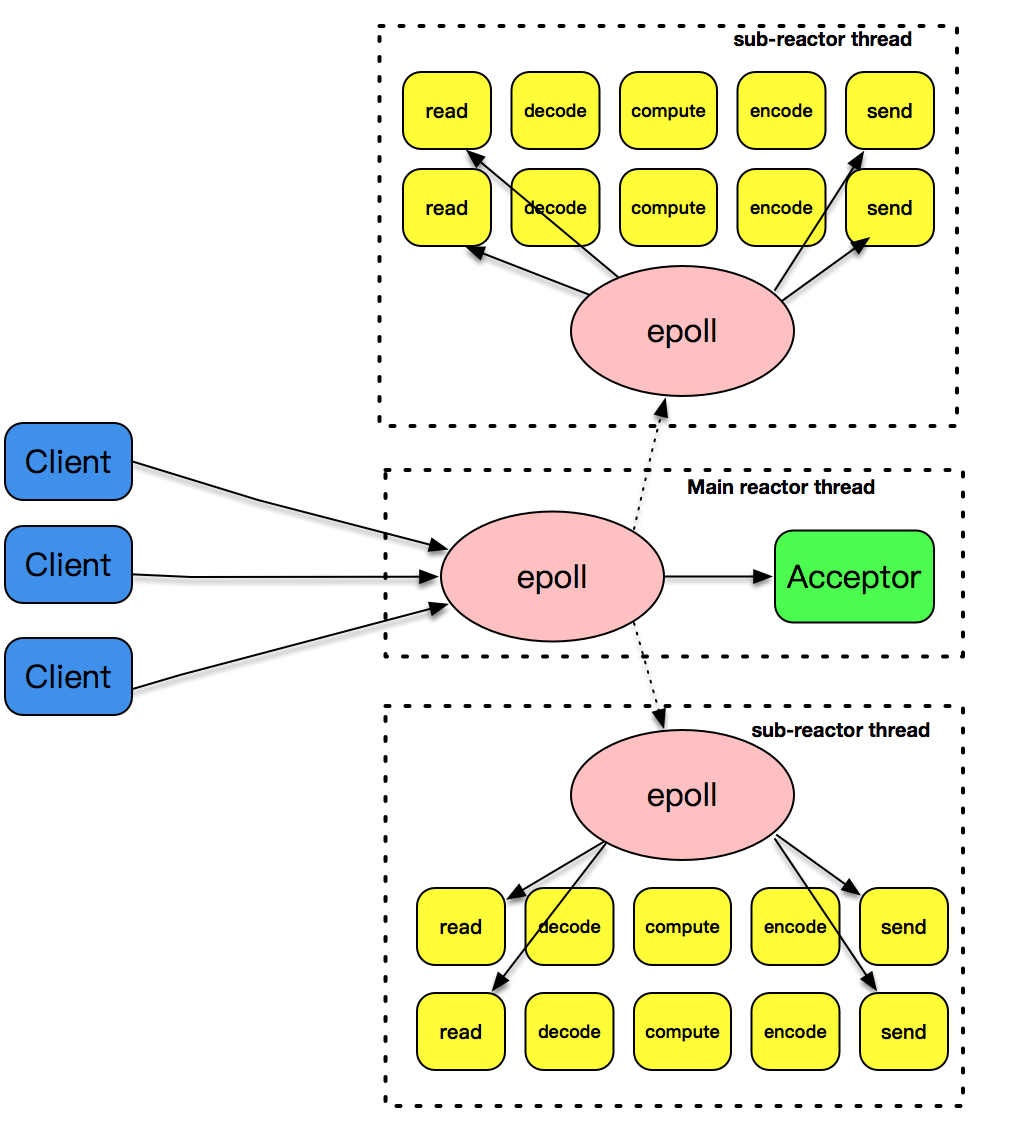 sub-reactor thread
read decode compute encode send
read decode compute encode send
epoll
Client
Client
Client
Main reactor thread
epoll
Acceptor
sub-reactor thread
epoll
read decode compute encode send
read decode compute encode send